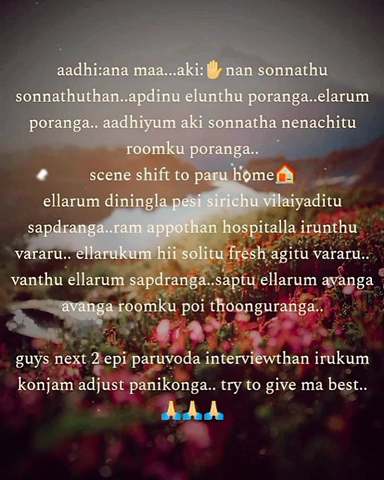 aadhi:ana maa...aki:✋nan sonnathu
sonnathuthan..apdinu elunthu poranga..elarum
poranga.. aadhiyum aki sonnatha nenachitu
roomku poranga..
scene shift to paru home🏠
ellarum diningla pesi sirichu vilaiyaditu
sapdranga..ram appothan hospitalla irunthu
vararu.. ellarukum hii solitu fresh agitu vararu..
vanthu ellarum sapdranga..saptu ellarum avanga
avanga roomku poi thoonguranga..
guys next 2 epi paruvoda interviewthan irukum
konjam adjust panikonga.. try to give ma best..
🙏🙏🙏